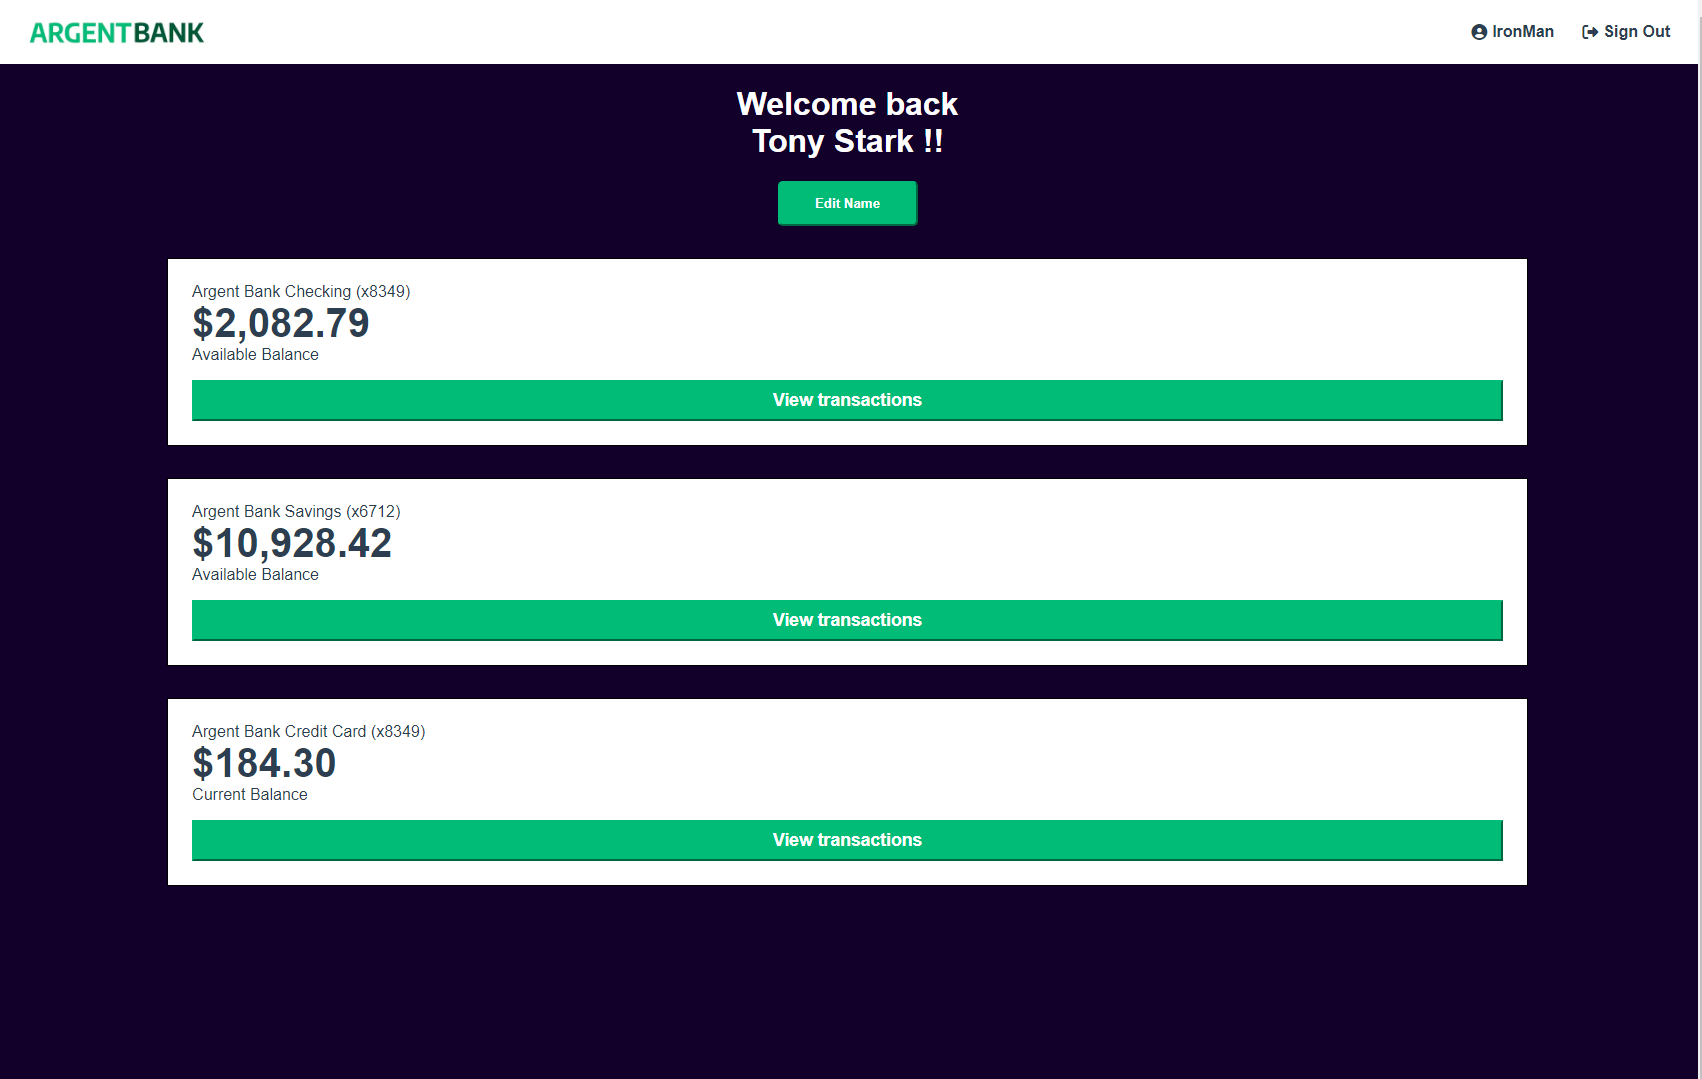 ARGENTBANK
IronMan
Sign Out
Welcome back
Tony Stark !!
Edit Name
Argent Bank Checking (x8349)
$2,082.79
Available Balance
View transactions
Argent Bank Savings (x6712)
$10,928.42
Available Balance
View transactions
Argent Bank Credit Card (x8349)
$184.30
Current Balance
View transactions